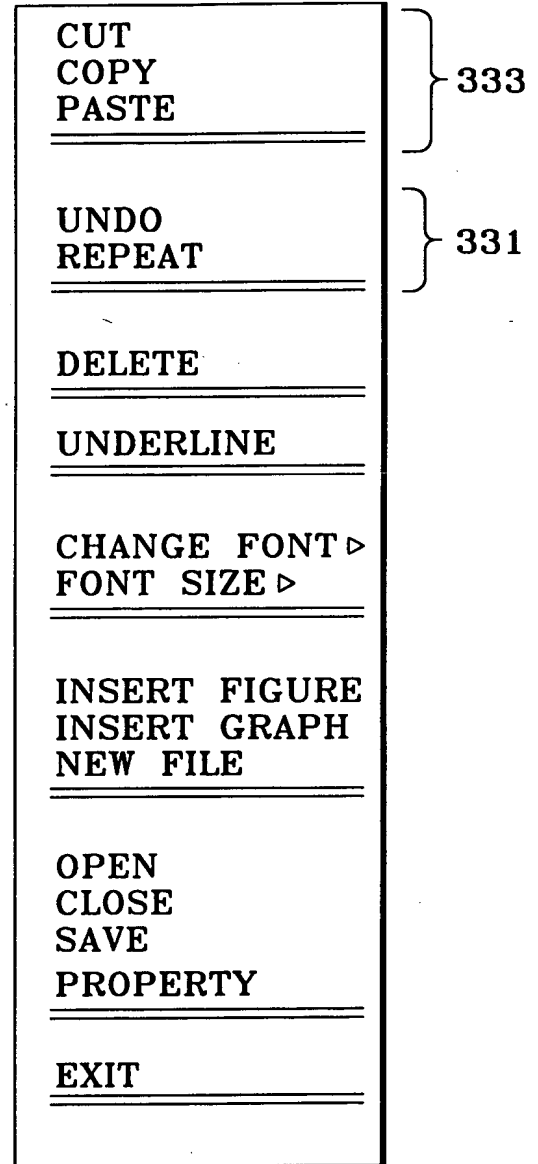 CUT
COPY
PASTE
333
UNDO
REPEAT
331
DELETE
UNDERLINE
CHANGE FONT ▷
FONT SIZE ▷
INSERT FIGURE
INSERT GRAPH
NEW FILE
OPEN
CLOSE
SAVE
PROPERTY
EXIT